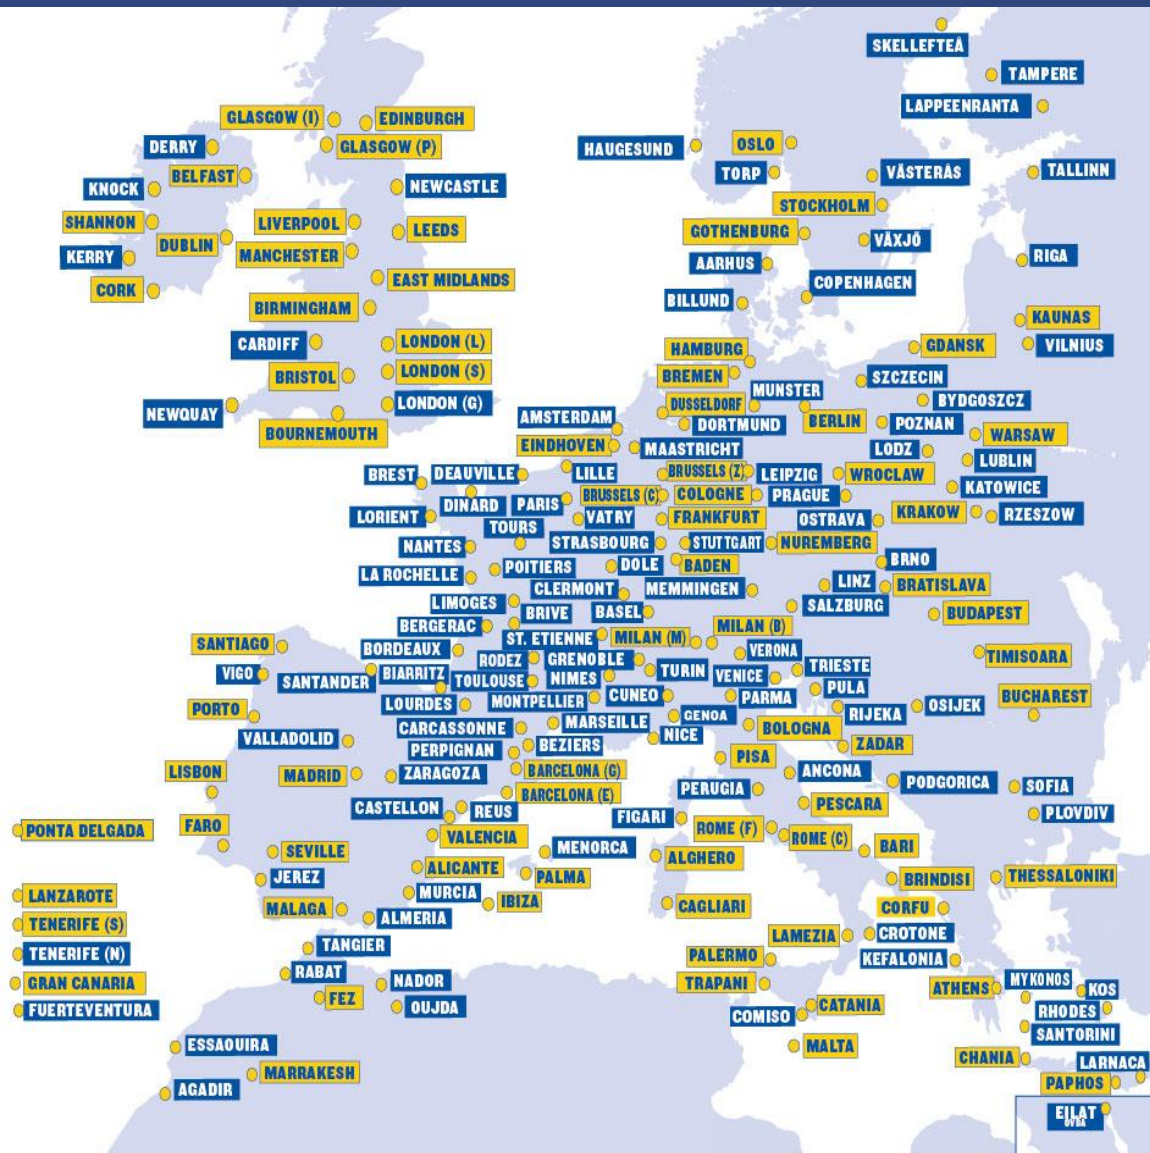 SKELLEFTEÅ
TAMPERE
LAPPEENRANTA
GLASGOW (I)
EDINBURGH
DERRY
GLASGOW (P)
HAUGESUND
OSLO
BELFAST
TORP
VÄSTERÅS
TALLINN
KNOCK
NEWCASTLE
STOCKHOLM
SHANNON
LIVERPOOL
LEEDS
GOTHENBURG
DUBLIN
VÄXJÖ
KERRY
MANCHESTER
AARHUS
RIGA
CORK
EAST MIDLANDS
COPENHAGEN
BILLUND
BIRMINGHAM
KAUNAS
CARDIFF
LONDON (L)
HAMBURG
GDANSK
VILNIUS
BRISTOL
LONDON (S)
BREMEN
SZCZECIN
MUNSTER
NEWQUAY
LONDON (G)
DUSSELDORF
BYDGOSZCZ
AMSTERDAM
DORTMUND
BERLIN
POZNAN
BOURNEMOUTH
EINDHOVEN
MAASTRICHT
LODZ
WARSAW
LUBLIN
BREST
DEAUVILLE
LILLE
BRUSSELS (Z)
LEIPZIG
WROCLAW
KATOWICE
DINARD
PARIS
BRUSSELS (C)
COLOGNE
PRAGUE
LORIENT
TOURS
VATRY
FRANKFURT
OSTRAVA
KRAKOW
RZESZOW
NANTES
STRASBOURG
STUTTGART
NUREMBERG
BRNO
LA ROCHELLE
POITIERS
DOLE
BADEN
CLERMONT
MEMMINGEN
LINZ
BRATISLAVA
LIMOGES
BRIVE
BASEL
SALZBURG
BUDAPEST
BERGERAC
ST. ETIENNE
MILAN (M)
MILAN (B)
SANTIAGO
BORDEAUX
RODEZ
GRENOBLE
VERONA
TIMISOARA
VIGO
SANTANDER
BIARRITZ
TOULOUSE
NIMES
TURIN
VENICE
TRIESTE
PULA
BUCHAREST
PORTO
LOURDES
MONTPELLIER
CUNEO
PARMA
RIJEKA
OSIJEK
CARCASSONNE
MARSEILLE
GENOA
BOLOGNA
VALLADOLID
PERPIGNAN
BEZIERS
NICE
ZADAR
LISBON
MADRID
ZARAGOZA
BARCELONA (G)
PISA
ANCONA
PODGORICA
SOFIA
BARCELONA (E)
PERUGIA
CASTELLON
REUS
FIGARI
PESCARA
PLOVDIV
PONTA DELGADA
FARO
VALENCIA
ROME (F)
ROME (C)
SEVILLE
MENORCA
ALGHERO
BARI
JEREZ
ALICANTE
PALMA
BRINDISI
THESSALONIKI
LANZAROTE
MURCIA
IBIZA
CAGLIARI
CORFU
MALAGA
ALMERIA
TENERIFE (S)
LAMEZIA
CROTONE
TENERIFE (N)
TANGIER
PALERMO
KEFALONIA
GRAN CANARIA
RABAT
NADOR
TRAPANI
ATHENS
MYKONOS
KOS
FEZ
FUERTEVENTURA
OUJDA
COMISO
CATANIA
RHODES
SANTORINI
ESSAOUIRA
MALTA
CHANIA
LARNACA
MARRAKESH
AGADIR
PAPHOS
EILAT
OVDA